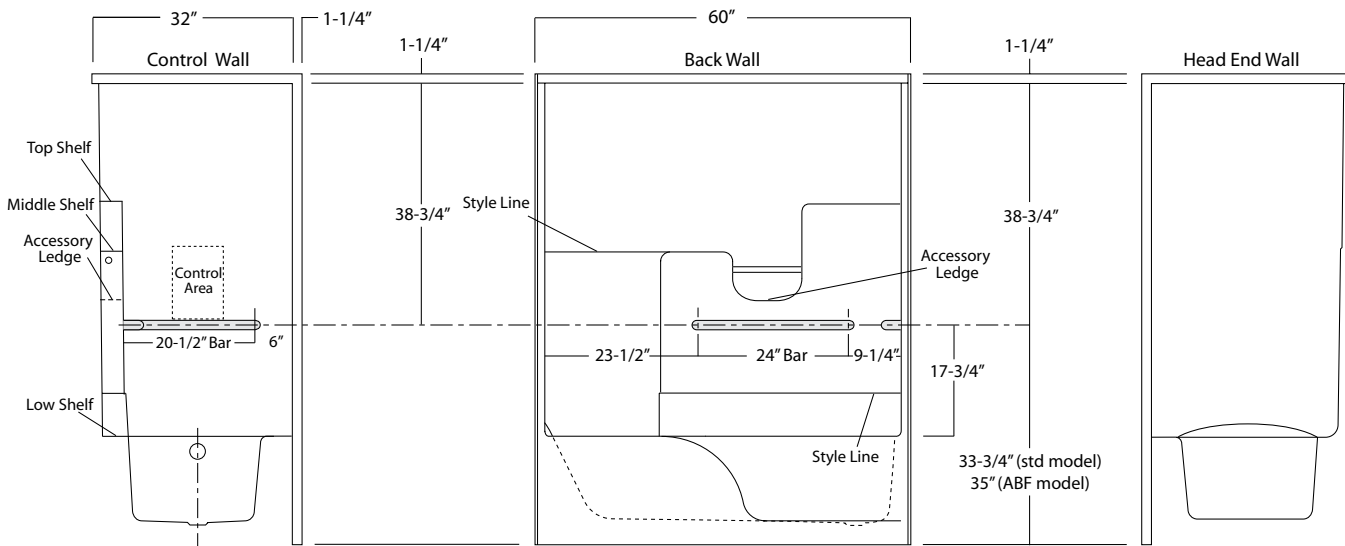 32”
1-1/4”
60”
1-1/4”
1-1/4”
Control Wall
Back Wall
Head End Wall
Top Shelf
Middle Shelf
Accessory
Ledge
Control
Area
38-3/4”
Style Line
Accessory
Ledge
38-3/4”
20-1/2” Bar
6”
23-1/2”
24” Bar
9-1/4”
17-3/4”
Low Shelf
Style Line
33-3/4” (std model)
35” (ABF model)